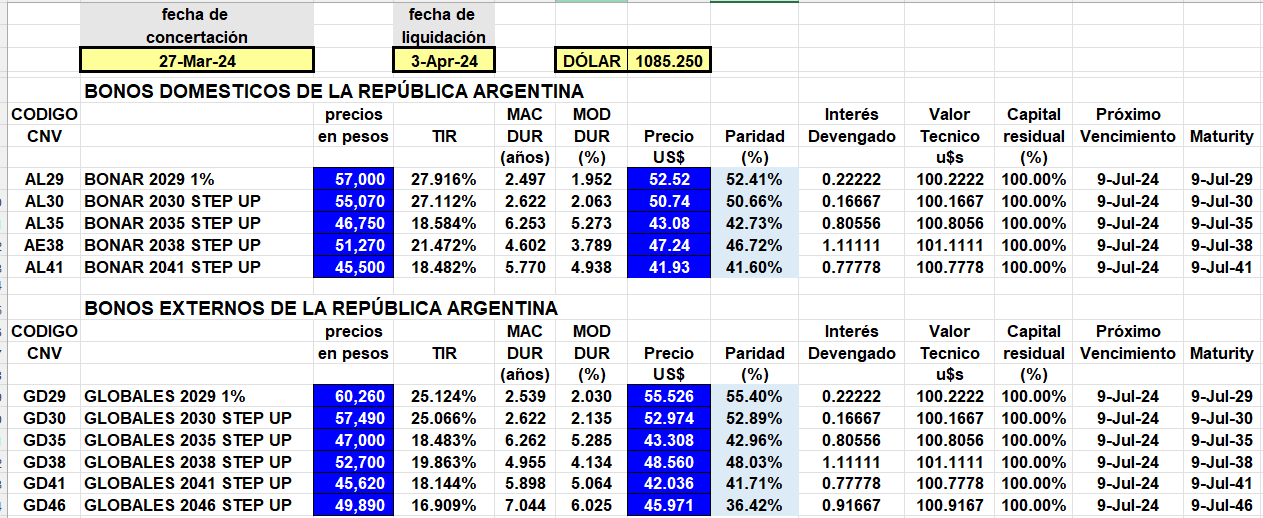 fecha de fecha de
concertación liquidación
27-Mar-24 3-Apr-24 DÓLAR 1085.250
BONOS DOMESTICOS DE LA REPÚBLICA ARGENTINA
CODIGO precios MAC MOD Interés Valor Capital Próximo
CNV en pesos TIR DUR DUR Precio Paridad Devengado Tecnico residual Vencimiento Maturity
(años) (%) US$ (%) u$s (%)
AL29 BONAR 2029 1% 57,000 27.916% 2.497 1.952 52.52 52.41% 0.22222 100.2222 100.00% 9-Jul-24 9-Jul-29
AL30 BONAR 2030 STEP UP 55,070 27.112% 2.622 2.063 50.74 50.66% 0.16667 100.1667 100.00% 9-Jul-24 9-Jul-30
AL35 BONAR 2035 STEP UP 46,750 18.584% 6.253 5.273 43.08 42.73% 0.80556 100.8056 100.00% 9-Jul-24 9-Jul-35
AE38 BONAR 2038 STEP UP 51,270 21.472% 4.602 3.789 47.24 46.72% 1.11111 101.1111 100.00% 9-Jul-24 9-Jul-38
AL41 BONAR 2041 STEP UP 45,500 18.482% 5.770 4.938 41.93 41.60% 0.77778 100.7778 100.00% 9-Jul-24 9-Jul-41
BONOS EXTERNOS DE LA REPÚBLICA ARGENTINA
CODIGO precios MAC MOD Interés Valor Capital Próximo
CNV en pesos TIR DUR DUR Precio Paridad Devengado Tecnico residual Vencimiento Maturity
(años) (%) US$ (%) u$s (%)
GD29 GLOBALES 2029 1% 60,260 25.124% 2.539 2.030 55.526 55.40% 0.22222 100.2222 100.00% 9-Jul-24 9-Jul-29
GD30 GLOBALES 2030 STEP UP 57,490 25.066% 2.622 2.135 52.974 52.89% 0.16667 100.1667 100.00% 9-Jul-24 9-Jul-30
GD35 GLOBALES 2035 STEP UP 47,000 18.483% 6.262 5.285 43.308 42.96% 0.80556 100.8056 100.00% 9-Jul-24 9-Jul-35
GD38 GLOBALES 2038 STEP UP 52,700 19.863% 4.955 4.134 48.560 48.03% 1.11111 101.1111 100.00% 9-Jul-24 9-Jul-38
GD41 GLOBALES 2041 STEP UP 45,620 18.144% 5.898 5.064 42.036 41.71% 0.77778 100.7778 100.00% 9-Jul-24 9-Jul-41
GD46 GLOBALES 2046 STEP UP 49,890 16.909% 7.044 6.025 45.971 36.42% 0.91667 100.9167 100.00% 9-Jul-24 9-Jul-46